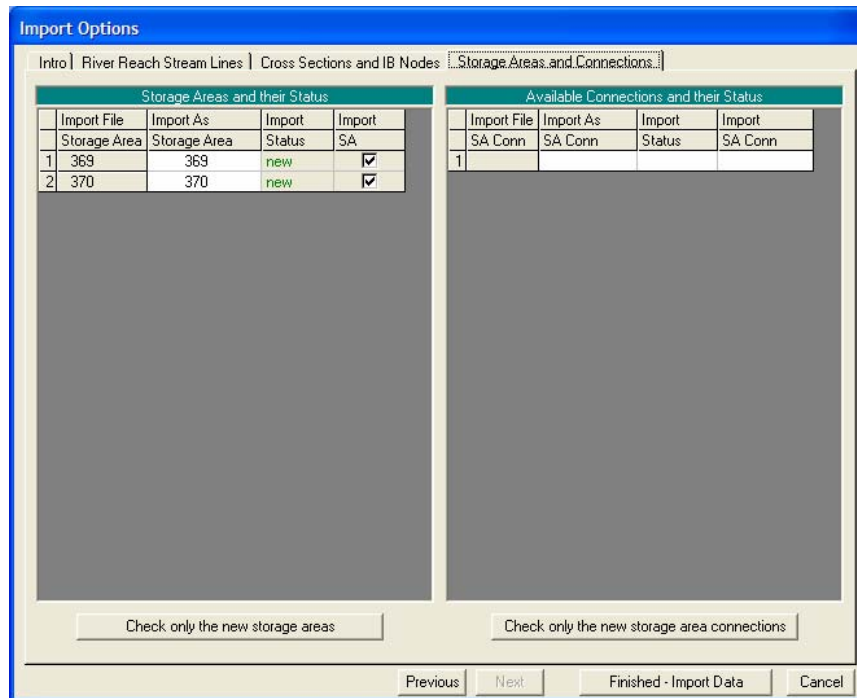 Import Options
Intro River Reach Stream Lines Cross Sections and IB Nodes Storage Areas and Connections
Storage Areas and their Status
Import File Import As Import Import
Storage Area Storage Area Status SA
1 369 369 new
2 370 370 new
Available Connections and their Status
Import File Import As Import Import
SA Conn SA Conn Status SA Conn
1
Check only the new storage areas
Check only the new storage area connections
Previous Next Finished - Import Data Cancel